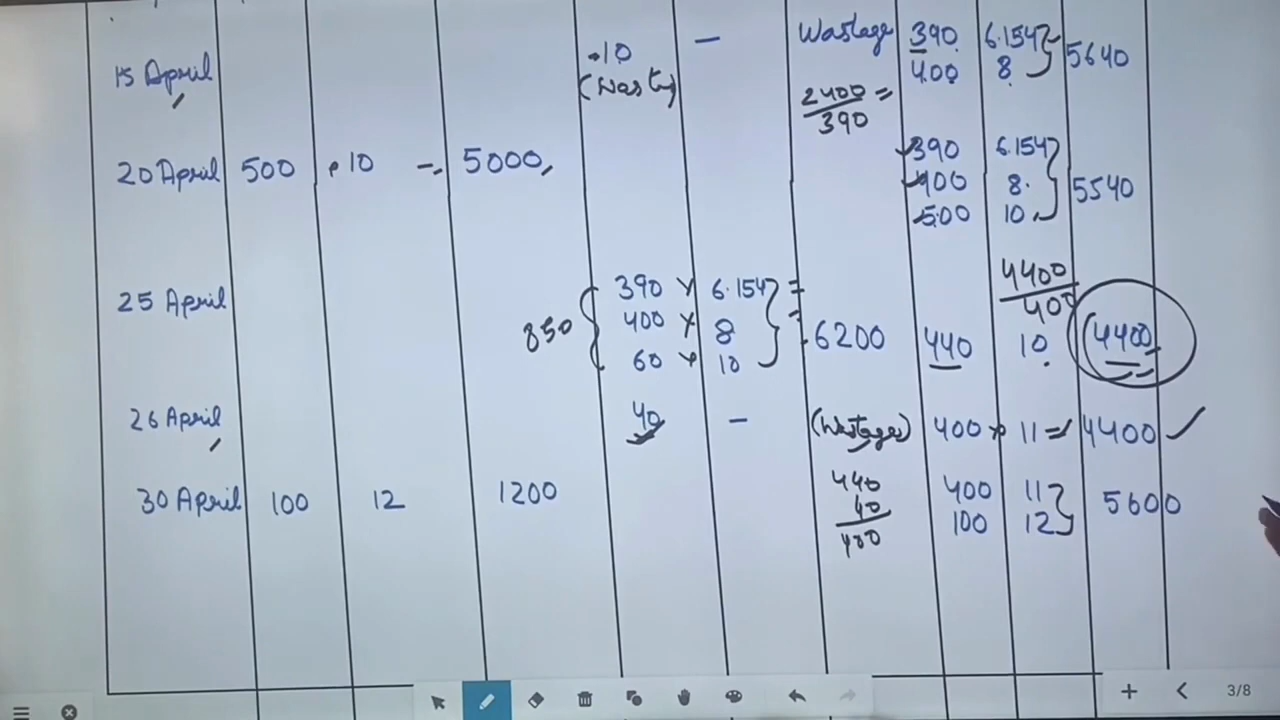 15 April 10 (Wastg) — Wastage 390 6.154 5640
400 8
2400 =
390
20 April 500 10 — 5000 390 6.154 5540
400 8
500 10
4400
400
25 April 850 390 × 6.154 = 6200 440 10 (4400
400 × 8
60 × 10
26 April 40 — (Wastage) 400 × 11 = 4400 ✓
30 April 100 12 1200 440 400 11 5600
40 100 12
400
3/8